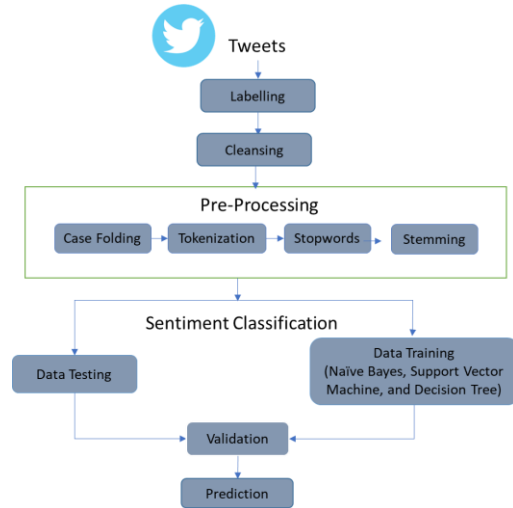 Tweets
Labelling
Cleansing
Pre-Processing
Case Folding
Tokenization
Stopwords
Stemming
Sentiment Classification
Data Testing
Data Training
(Naïve Bayes, Support Vector
Machine, and Decision Tree)
Validation
Prediction